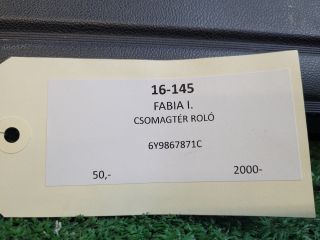 16-145
FABIA I.
CSOMAGTÉR ROLÓ
6Y9867871C
50,- 2000-